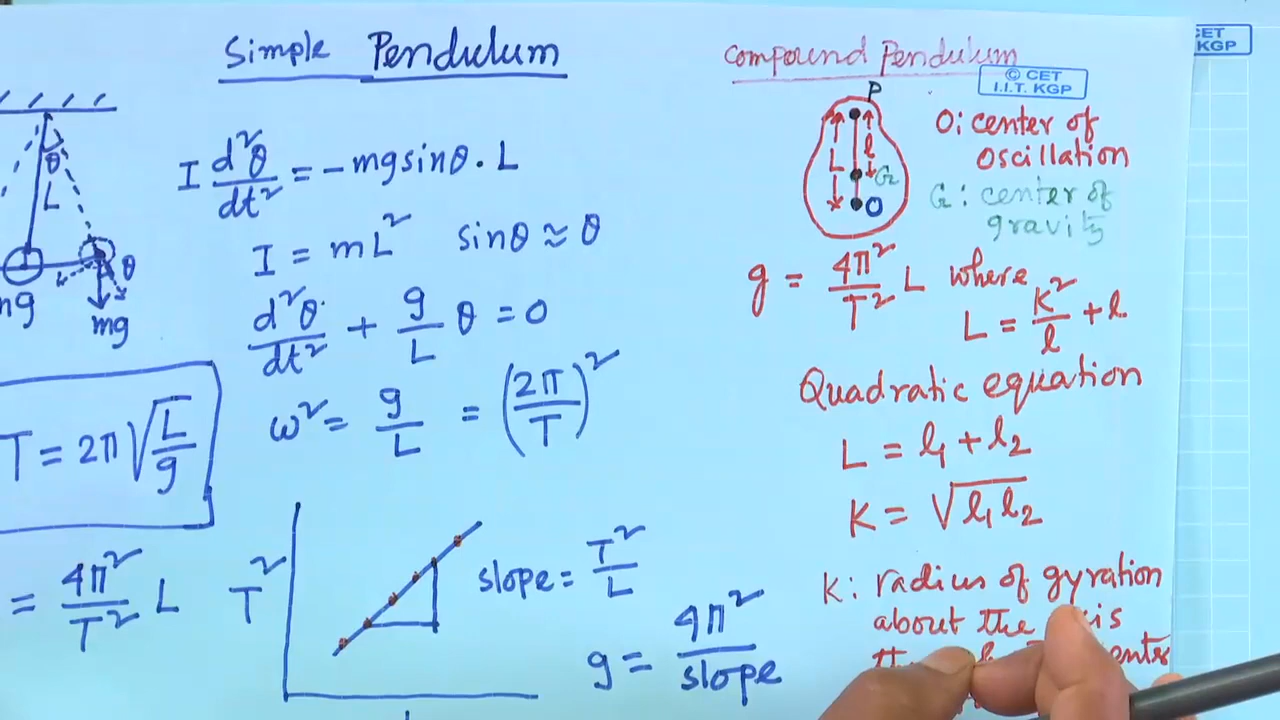 Simple Pendulum
θ
L
θ
mg
I d²θ/dt² = -mg sinθ . L
I = mL² sinθ ≈ θ
d²θ/dt² + g/L θ = 0
ω² = g/L = (2π/T)²
T = 2π√(L/g)
= 4π²/T² L
T²
slope = T²/L
g = 4π²/slope
Compound Pendulum
© CET
I.I.T. KGP
CET
KGP
P
L
l
G
O
O: center of
oscillation
G: center of
gravity
g = 4π²/T² L where
L = K²/l + l
Quadratic equation
L = l₁ + l₂
K = √l₁l₂
K: radius of gyration
about the